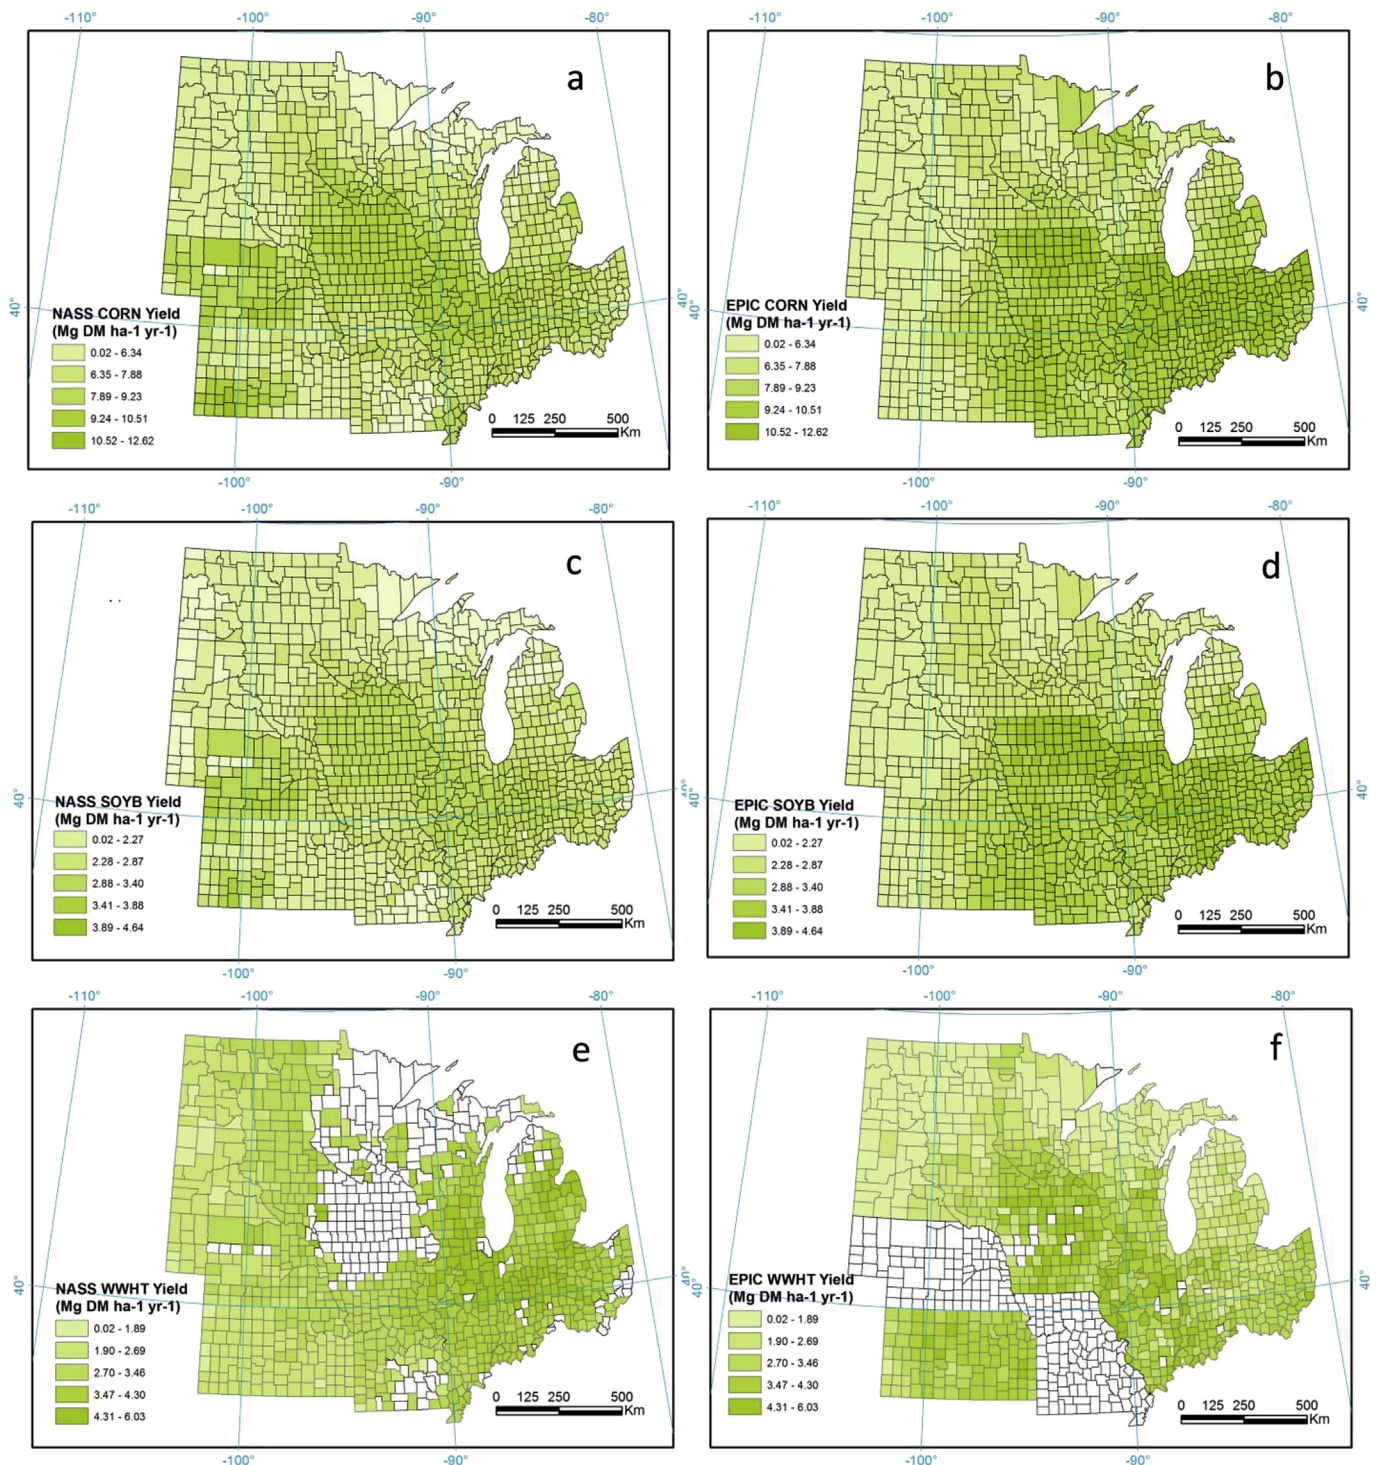 -110° -100° -90° -80° -110° -100° -90° -80°
a b
40° 40° 40° 40°
NASS CORN Yield
(Mg DM ha-1 yr-1)
0.02 - 6.34
6.35 - 7.88
7.89 - 9.23
9.24 - 10.51
10.52 - 12.62
0 125 250 500
Km
EPIC CORN Yield
(Mg DM ha-1 yr-1)
0.02 - 6.34
6.35 - 7.88
7.89 - 9.23
9.24 - 10.51
10.52 - 12.62
0 125 250 500
Km
-100° -90° -100° -90°
-110° -100° -90° -80° -110° -100° -90° -80°
c d
40° 40° 40°
NASS SOYB Yield
(Mg DM ha-1 yr-1)
0.02 - 2.27
2.28 - 2.87
2.88 - 3.40
3.41 - 3.88
3.89 - 4.64
0 125 250 500
Km
EPIC SOYB Yield
(Mg DM ha-1 yr-1)
0.02 - 2.27
2.28 - 2.87
2.88 - 3.40
3.41 - 3.88
3.89 - 4.64
0 125 250 500
Km
-100° -90° -100° -90°
-110° -100° -90° -80° -110° -100° -90° -80°
e f
40° 40° 40° 40°
NASS WWHT Yield
(Mg DM ha-1 yr-1)
0.02 - 1.89
1.90 - 2.69
2.70 - 3.46
3.47 - 4.30
4.31 - 6.03
0 125 250 500
Km
EPIC WWHT Yield
(Mg DM ha-1 yr-1)
0.02 - 1.89
1.90 - 2.69
2.70 - 3.46
3.47 - 4.30
4.31 - 6.03
0 125 250 500
Km
-100° -90° -100° -90°